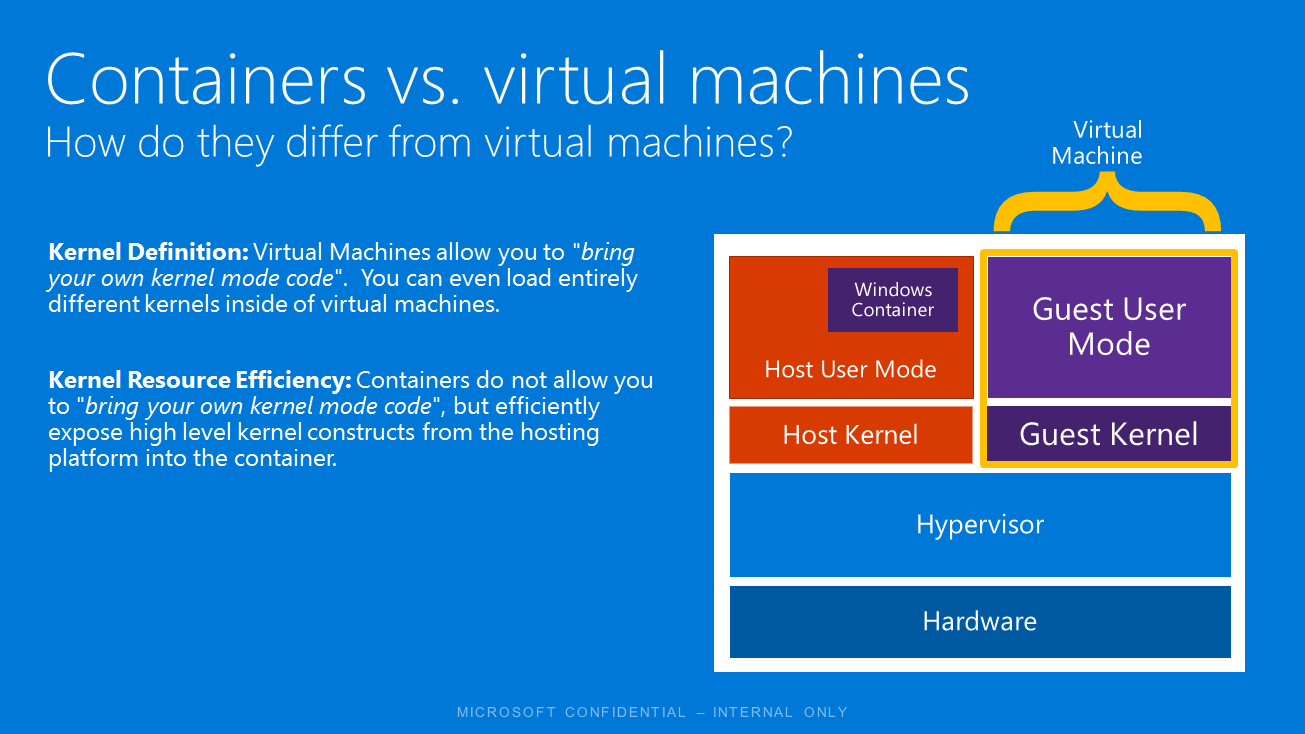 Containers vs. virtual machines
How do they differ from virtual machines?
Virtual
Machine
Kernel Definition: Virtual Machines allow you to "bring
your own kernel mode code".  You can even load entirely
different kernels inside of virtual machines.
Kernel Resource Efficiency: Containers do not allow you
to "bring your own kernel mode code", but efficiently
expose high level kernel constructs from the hosting
platform into the container.
Windows
Container
Host User Mode
Guest User
Mode
Host Kernel
Guest Kernel
Hypervisor
Hardware
MICROSOFT CONFIDENTIAL – INTERNAL ONLY